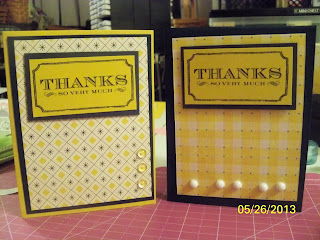 THANKS
SO VERY MUCH
THANKS
SO VERY MUCH
05/26/2013